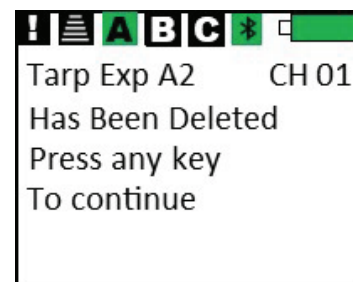 ! A B C
Tarp Exp A2 CH 01
Has Been Deleted
Press any key
To continue